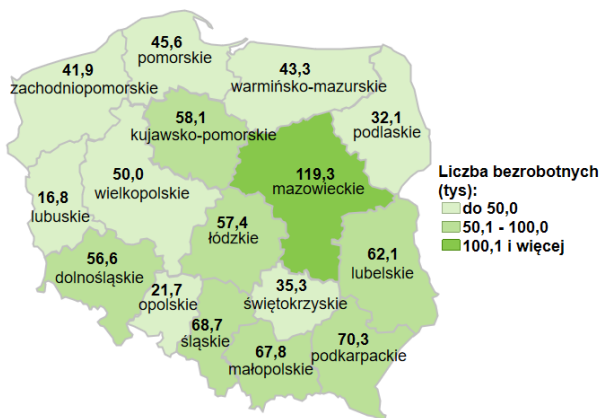 45,6
pomorskie
41,9
zachodniopomorskie
43,3
warmińsko-mazurskie
32,1
podlaskie
58,1
kujawsko-pomorskie
119,3
mazowieckie
50,0
wielkopolskie
16,8
lubuskie
57,4
łódzkie
62,1
lubelskie
56,6
dolnośląskie
21,7
opolskie
35,3
świętokrzyskie
68,7
śląskie
67,8
małopolskie
70,3
podkarpackie
Liczba bezrobotnych
(tys):
do 50,0
50,1 - 100,0
100,1 i więcej